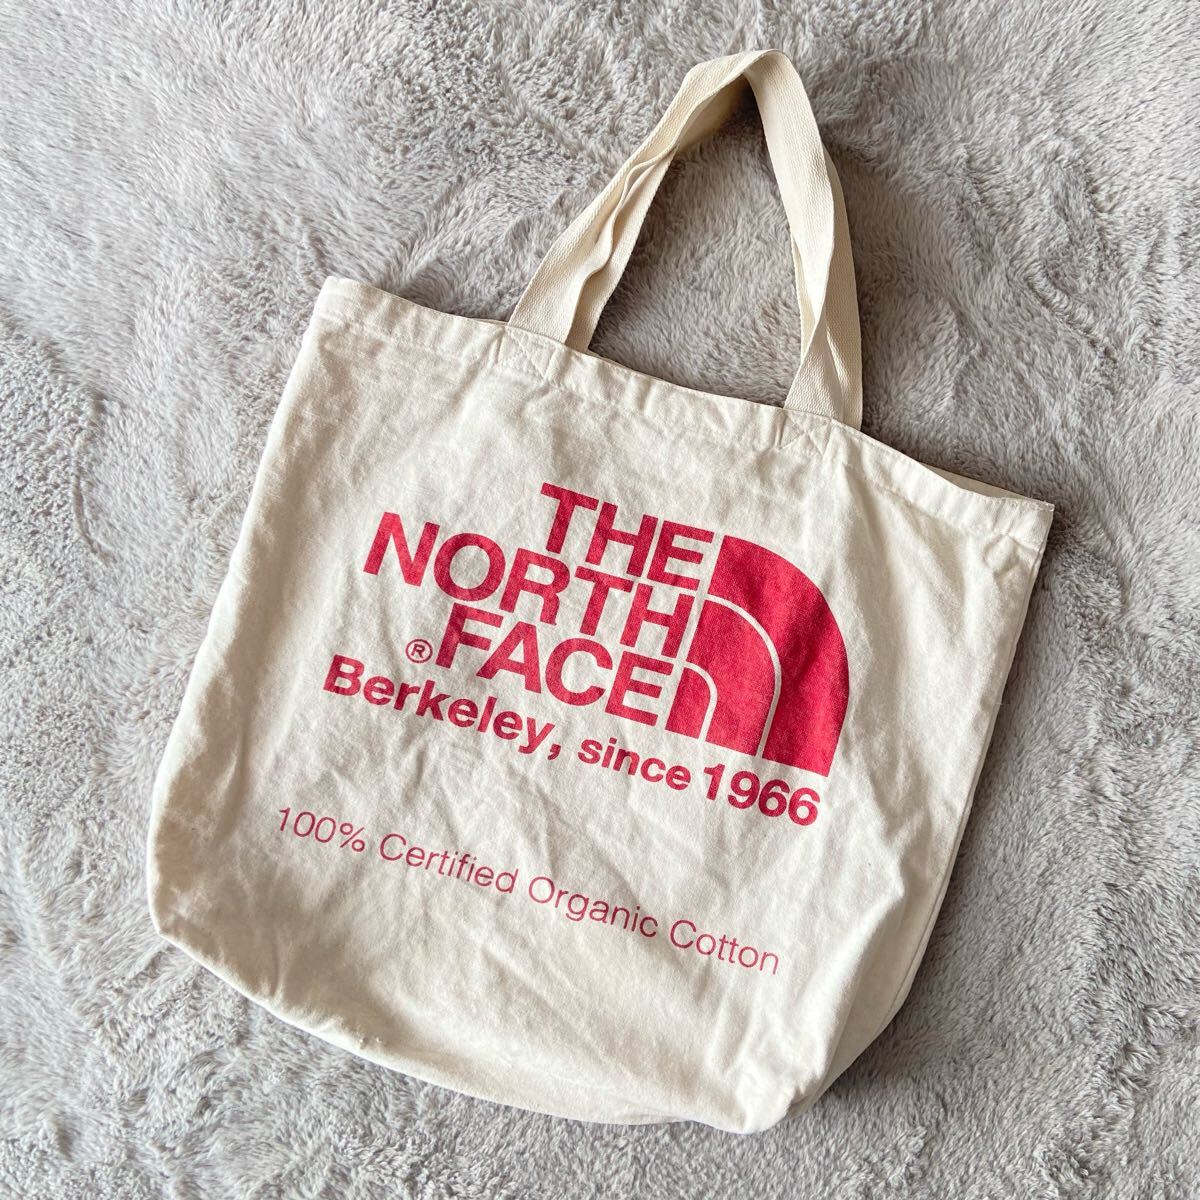 THE
NORTH
®FACE
Berkeley, since 1966
100% Certified Organic Cotton